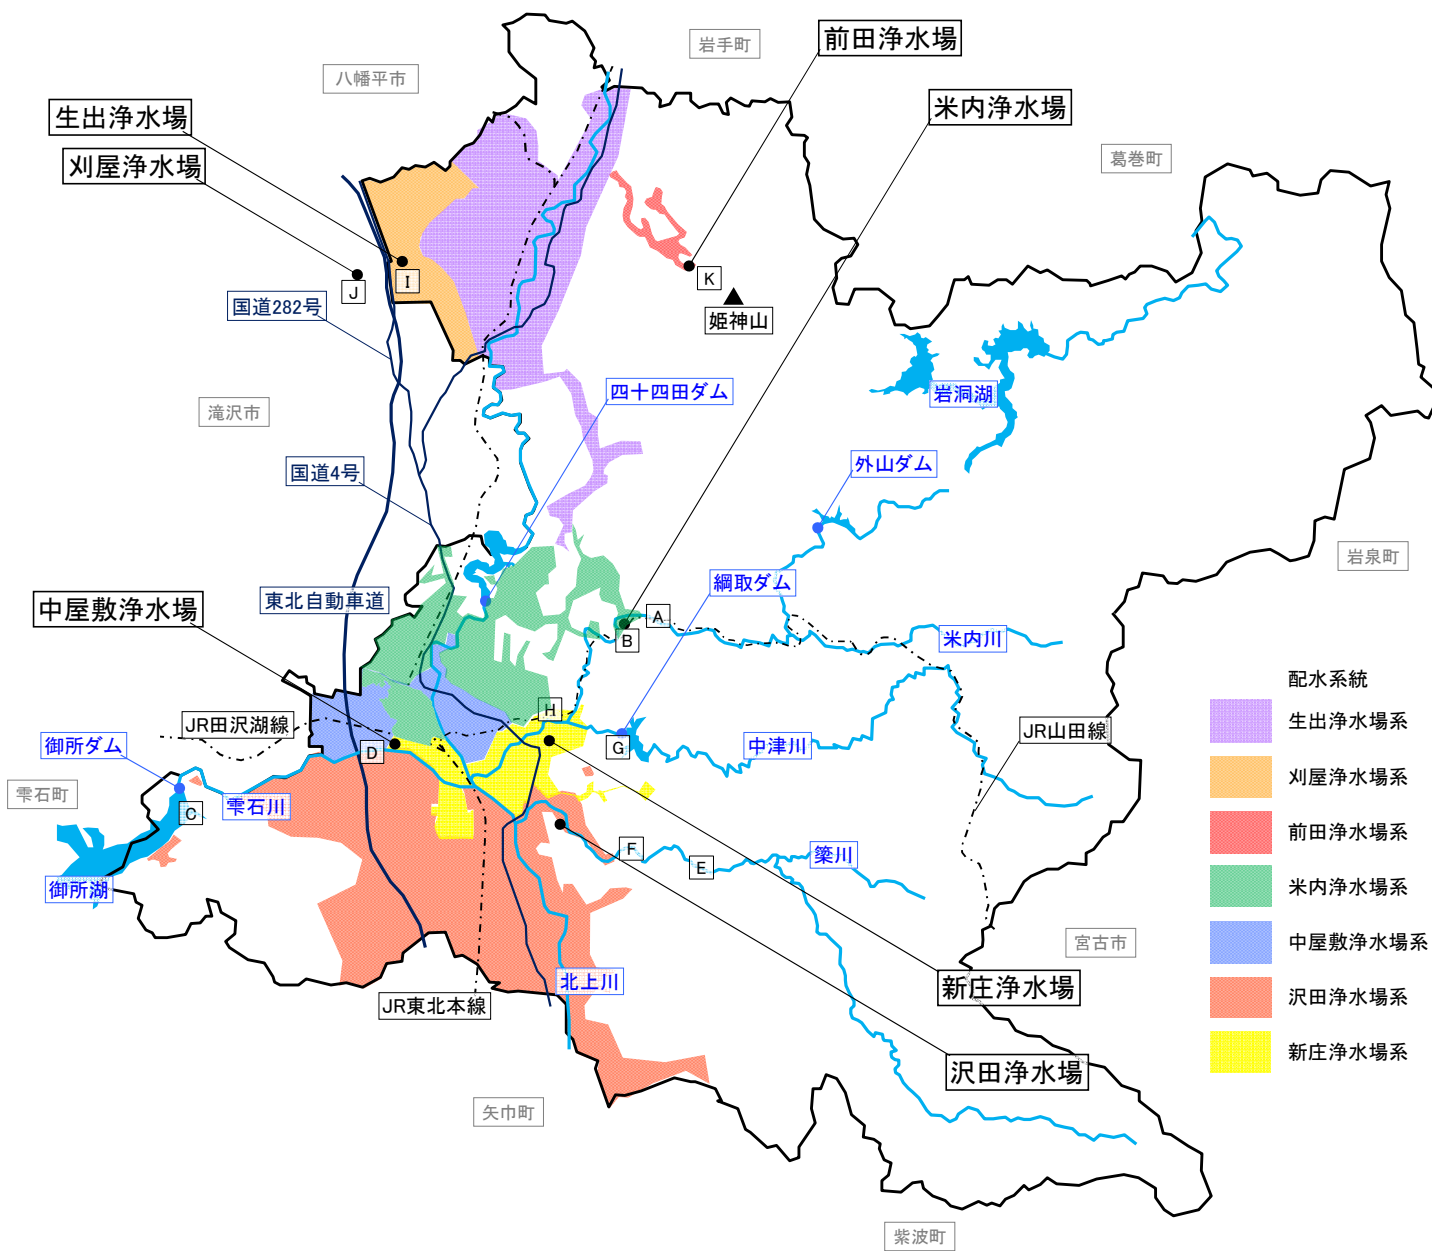 岩手町
前田浄水場
八幡平市
生出浄水場
米内浄水場
刈屋浄水場
葛巻町
J
I
K
国道282号
姫神山
四十四田ダム
岩洞湖
滝沢市
国道4号
外山ダム
岩泉町
綱取ダム
東北自動車道
中屋敷浄水場
A
B
米内川
配水系統
H
JR田沢湖線
生出浄水場系
JR山田線
御所ダム
D
G
中津川
刈屋浄水場系
雫石町
C
雫石川
前田浄水場系
F
E
簗川
御所湖
米内浄水場系
宮古市
中屋敷浄水場系
北上川
新庄浄水場
沢田浄水場系
JR東北本線
新庄浄水場系
沢田浄水場
矢巾町
紫波町